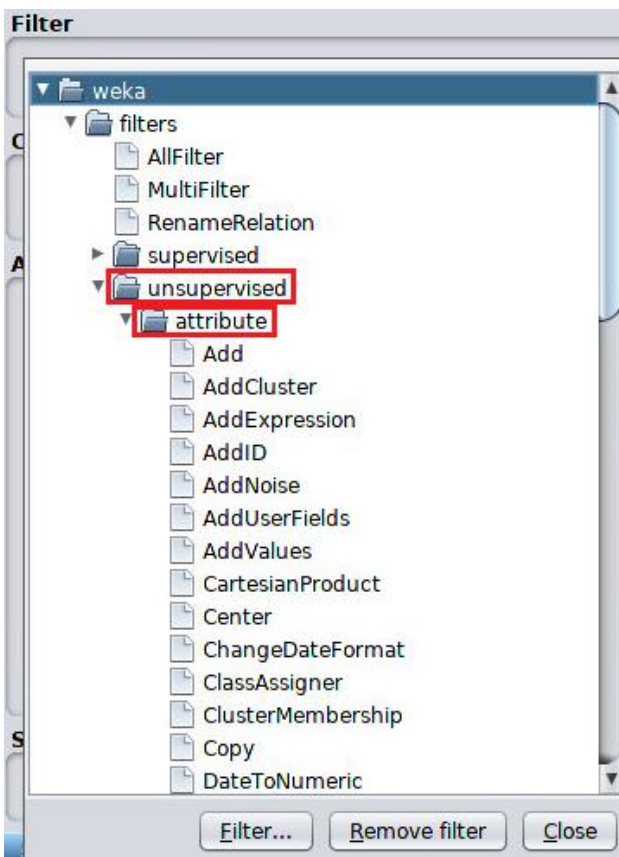 Filter
weka
filters
AllFilter
MultiFilter
RenameRelation
supervised
unsupervised
attribute
Add
AddCluster
AddExpression
AddID
AddNoise
AddUserFields
AddValues
CartesianProduct
Center
ChangeDateFormat
ClassAssigner
ClusterMembership
Copy
DateToNumeric
Filter... Remove filter Close